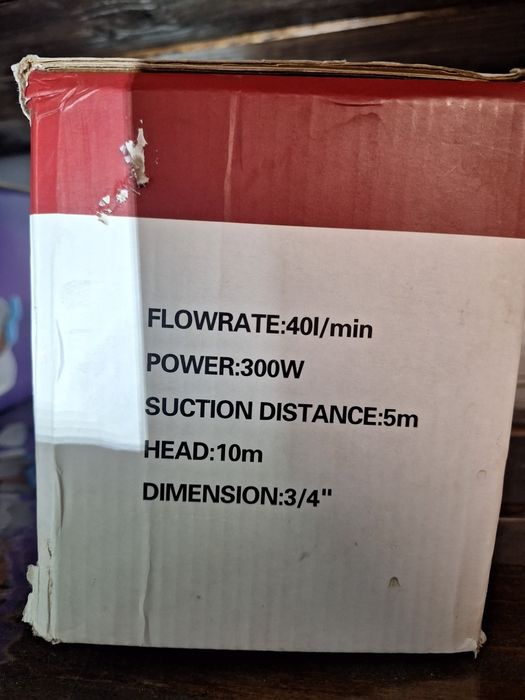 FLOWRATE:40l/min
POWER:300W
SUCTION DISTANCE:5m
HEAD:10m
DIMENSION:3/4"